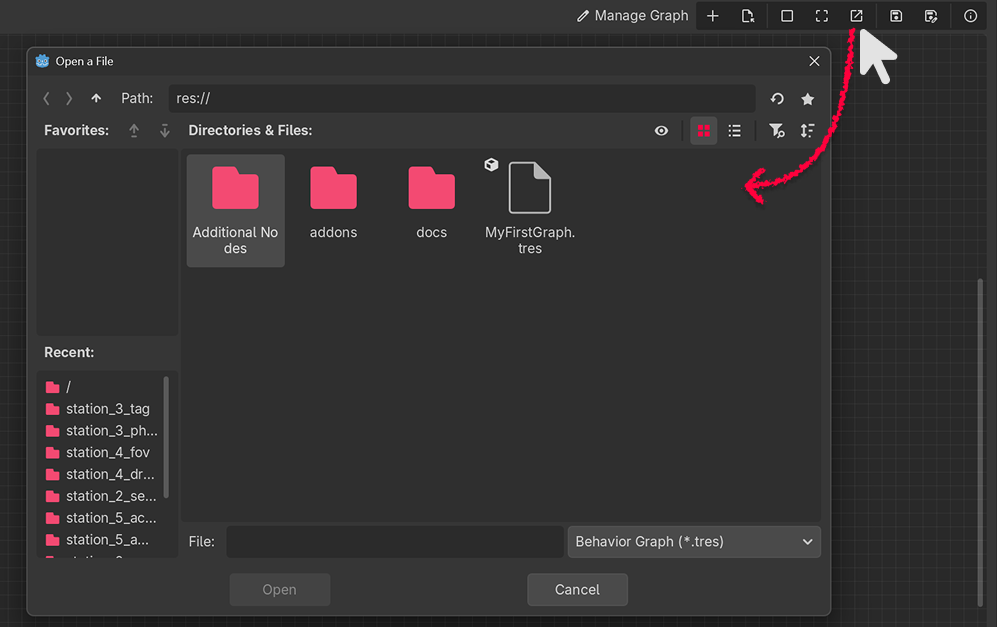 Manage Graph
Open a File
Path:
res://
Favorites:
Directories & Files:
Additional No
des
addons
docs
MyFirstGraph.
tres
Recent:
/
station_3_tag
station_3_ph...
station_4_fov
station_4_dr...
station_2_se...
station_5_ac...
station_5_a...
File:
Behavior Graph (*.tres)
Open
Cancel